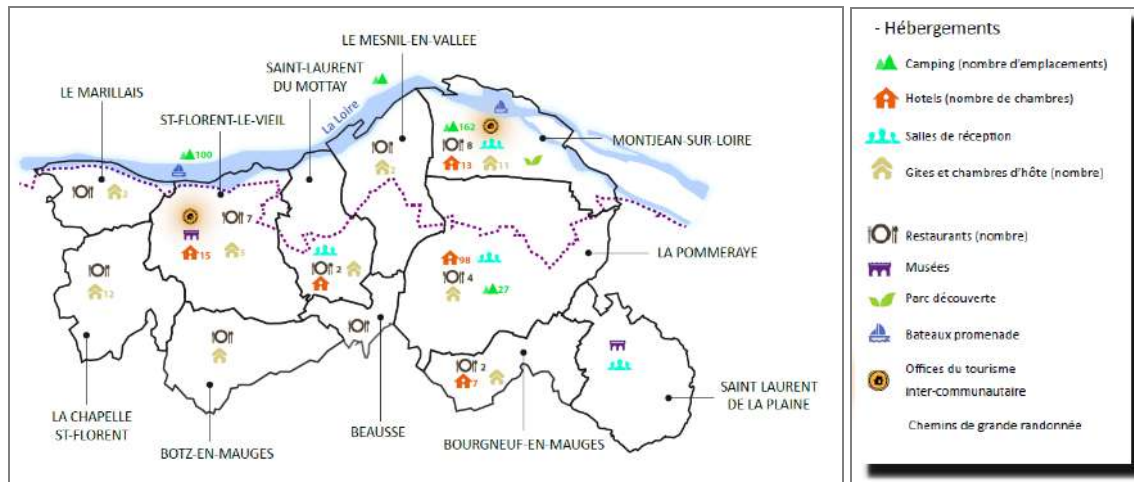 LE MESNIL-EN-VALLEE
SAINT-LAURENT
DU MOTTAY
LE MARILLAIS
ST-FLORENT-LE-VIEIL
La Loire
MONTJEAN-SUR-LOIRE
100
162
8
13
11
2
2
7
15
3
12
2
98
4
27
2
7
LA POMMERAYE
SAINT LAURENT
DE LA PLAINE
LA CHAPELLE
ST-FLORENT
BOTZ-EN-MAUGES
BEAUSSE
BOURGNEUF-EN-MAUGES
- Hébergements
Camping (nombre d'emplacements)
Hotels (nombre de chambres)
Salles de réception
Gîtes et chambres d'hôte (nombre)
Restaurants (nombre)
Musées
Parc découverte
Bateaux promenade
Offices du tourisme
inter-communautaire
Chemins de grande randonnée